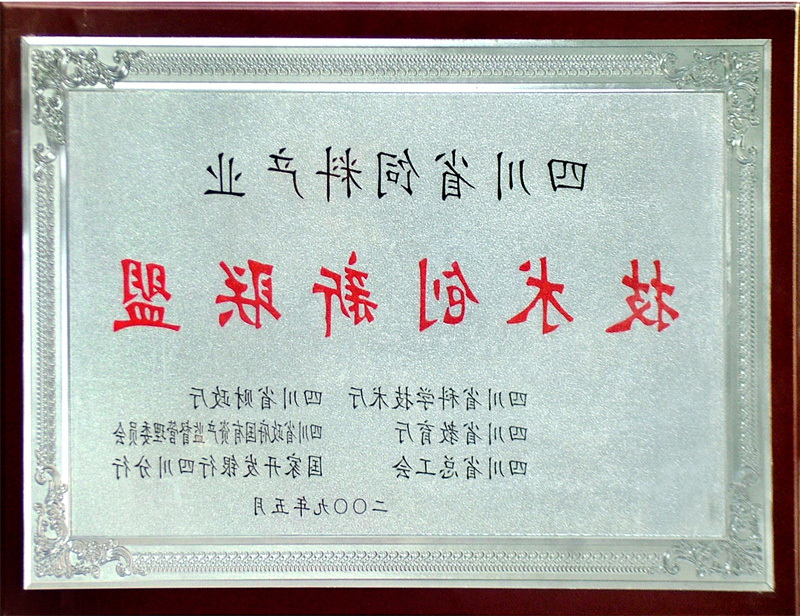 四川省饲料产业
技术创新联盟
四川省科学技术厅 四川省财政厅
四川省教育厅 四川省政府国有资产监督管理委员会
四川省总工会 国家开发银行四川分行
二〇〇九年五月